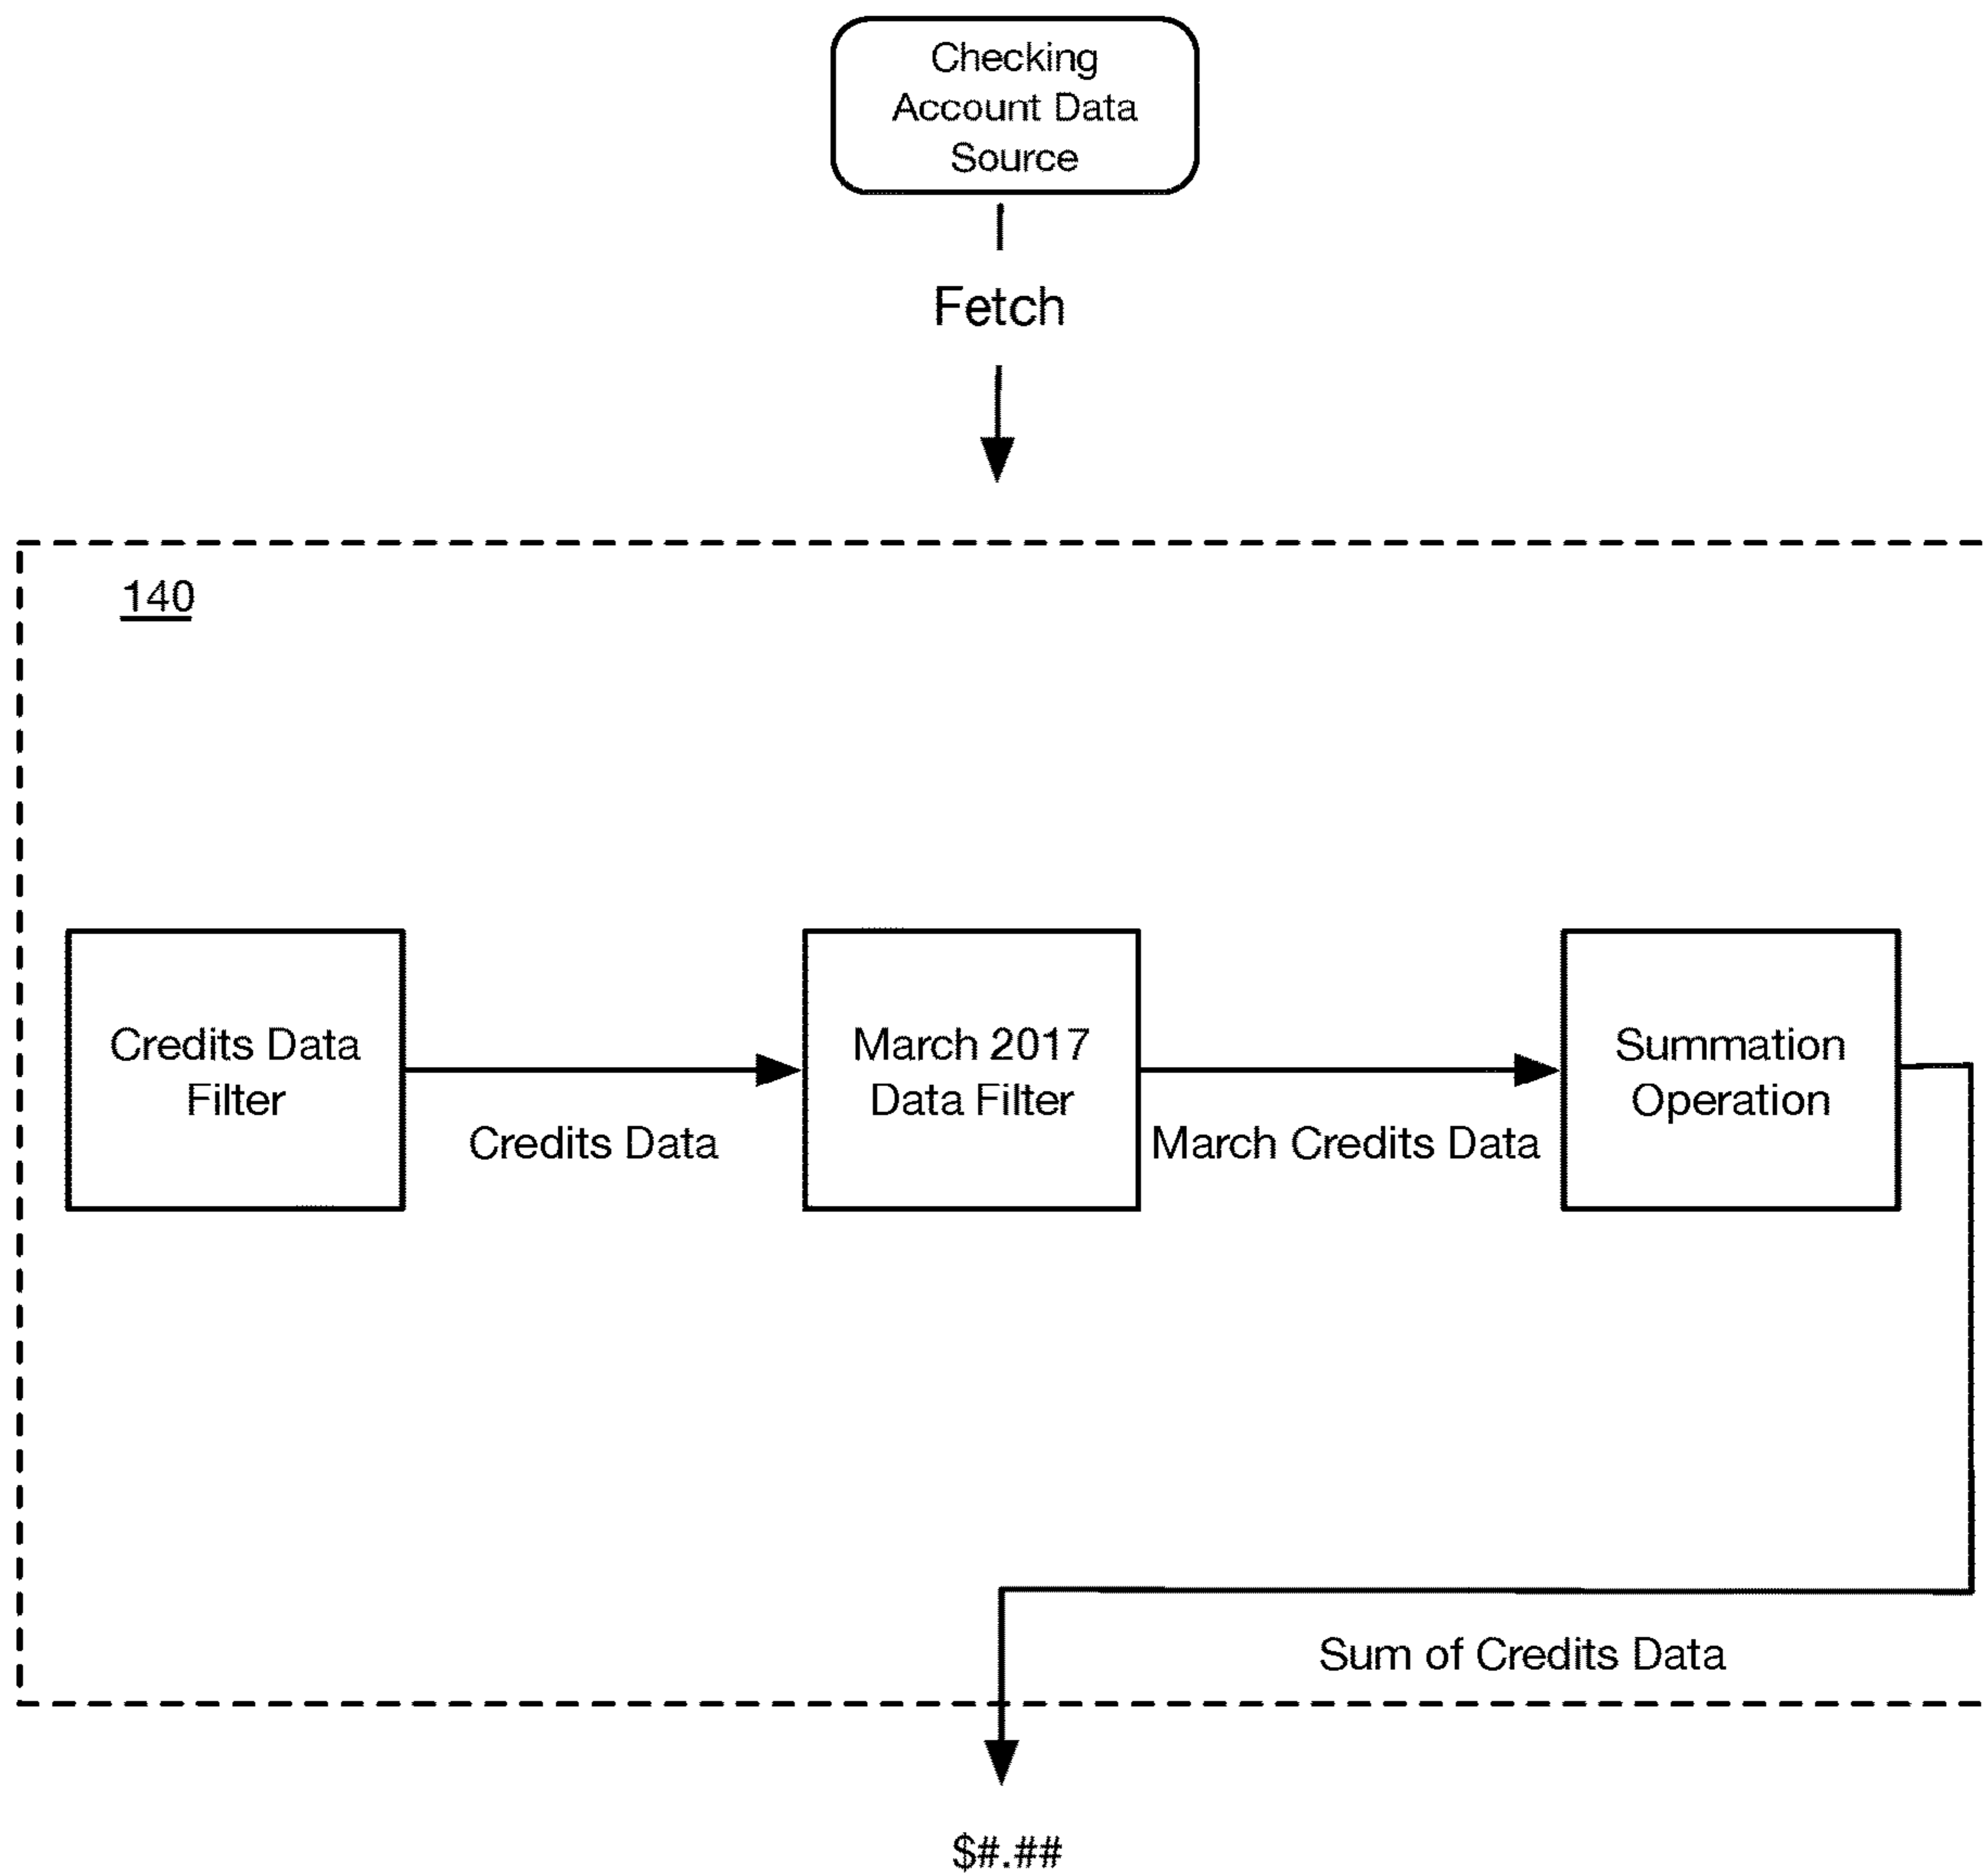 Checking
Account Data
Source
Fetch
140
Credits Data
Filter
Credits Data
March 2017
Data Filter
March Credits Data
Summation
Operation
Sum of Credits Data
$#.##